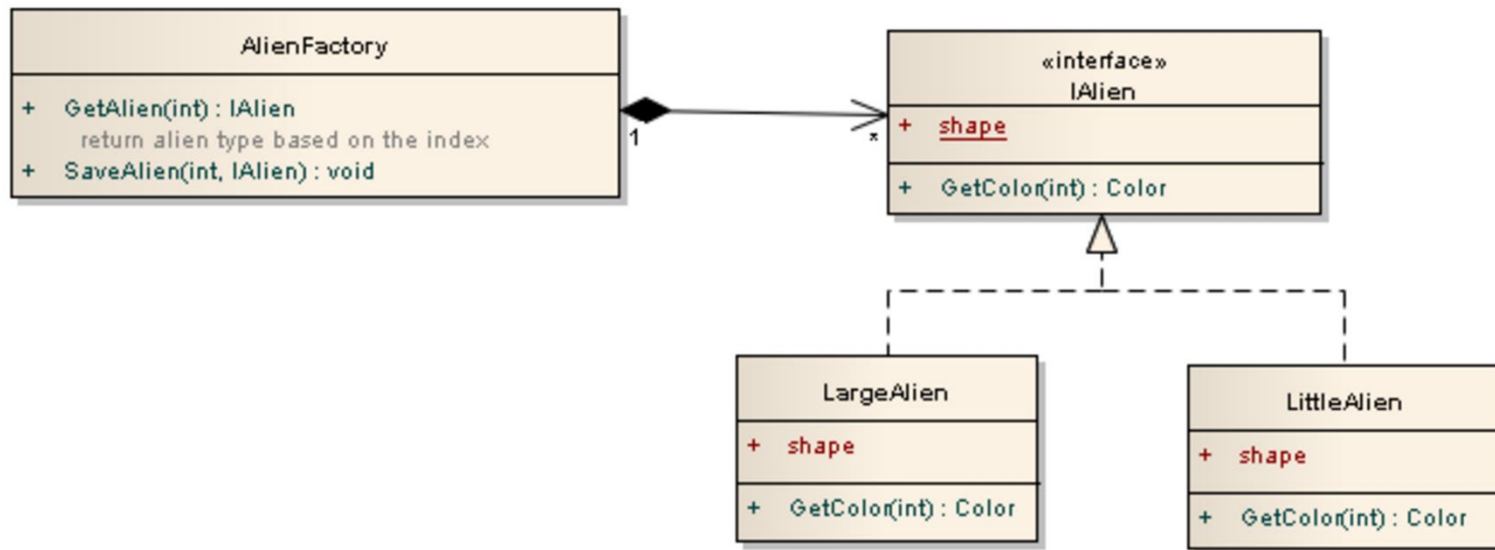 AlienFactory
+ GetAlien(int) : IAlien
return alien type based on the index
+ SaveAlien(int, IAlien) : void
1
*
«interface»
IAlien
+ shape
+ GetColor(int) : Color
LargeAlien
+ shape
+ GetColor(int) : Color
LittleAlien
+ shape
+ GetColor(int) : Color